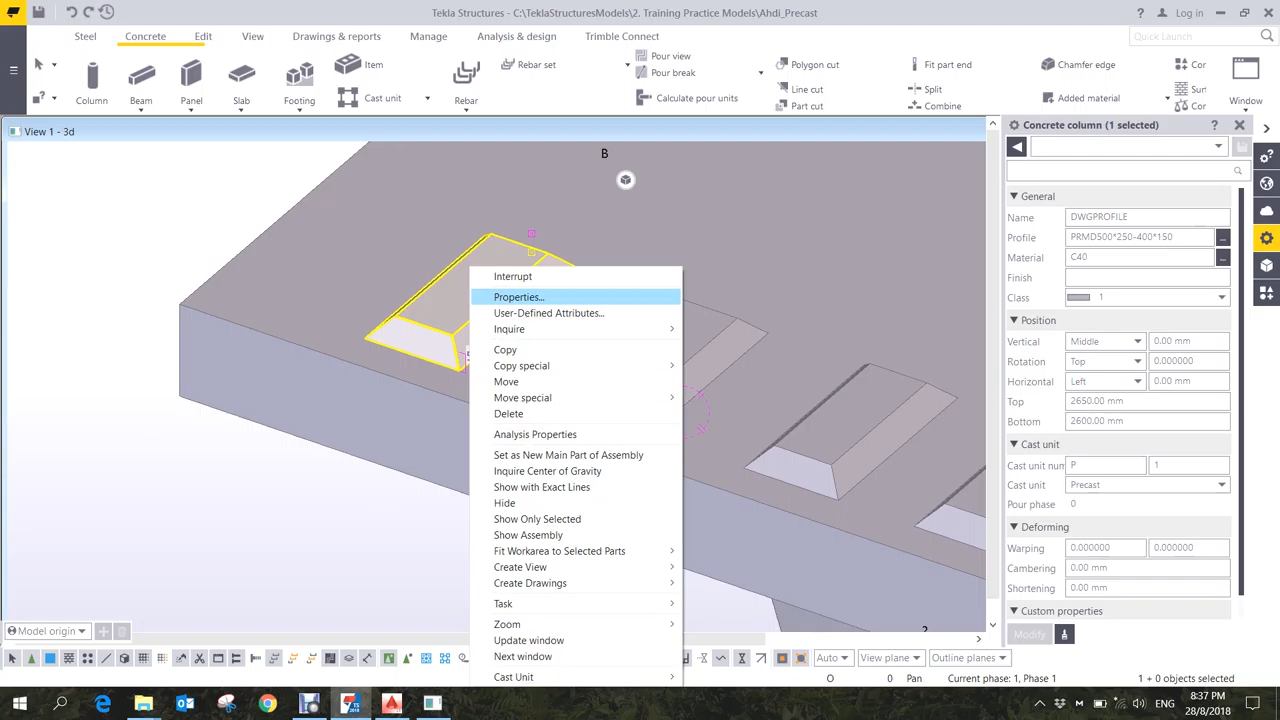 Tekla Structures - C:\TeklaStructuresModels\2. Training Practice Models\Ahdi_Precast
Log in
Steel Concrete Edit View Drawings & reports Manage Analysis & design Trimble Connect
Quick Launch
Column
Beam
Panel
Slab
Footing
Item
Cast unit
Rebar
Rebar set
Pour view
Pour break
Calculate pour units
Polygon cut
Line cut
Part cut
Fit part end
Split
Combine
Chamfer edge
Added material
Cor
Sur
Cor
Window
View 1 - 3d
B
2
Interrupt
Properties...
User-Defined Attributes...
Inquire
Copy
Copy special
Move
Move special
Delete
Analysis Properties
Set as New Main Part of Assembly
Inquire Center of Gravity
Show with Exact Lines
Hide
Show Only Selected
Show Assembly
Fit Workarea to Selected Parts
Create View
Create Drawings
Task
Zoom
Update window
Next window
Cast Unit
Concrete column (1 selected)
General
Name DWGPROFILE
Profile PRMD500*250-400*150
Material C40
Finish
Class 1
Position
Vertical Middle 0.00 mm
Rotation Top 0.000000
Horizontal Left 0.00 mm
Top 2650.00 mm
Bottom 2600.00 mm
Cast unit
Cast unit num P 1
Cast unit Precast
Pour phase 0
Deforming
Warping 0.000000 0.000000
Cambering 0.00 mm
Shortening 0.00 mm
Custom properties
Modify
Model origin
Auto View plane Outline planes
O 0 Pan Current phase: 1, Phase 1 1 + 0 objects selected
TS
2018
ENG
8:37 PM
28/8/2018